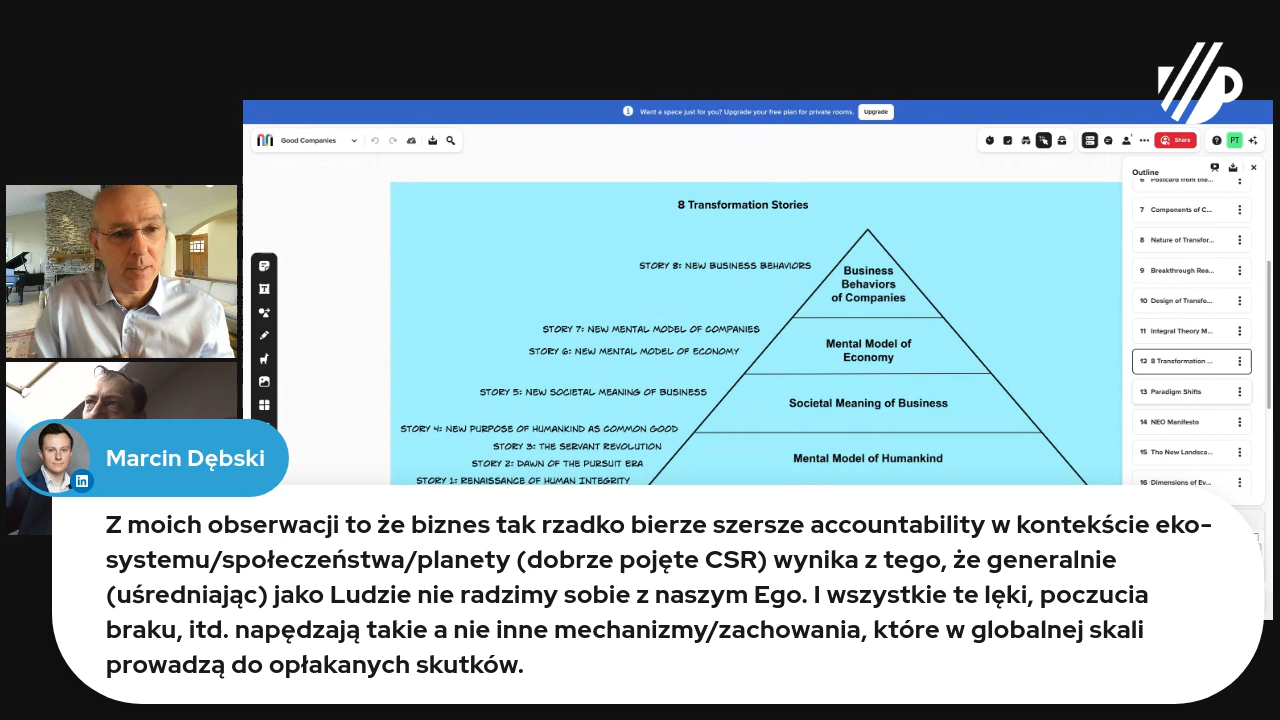 Want a space just for you? Upgrade your free plan for private rooms. Upgrade
Good Companies
Share
PT
Outline
6 Postcard from the...
7 Components of C...
8 Nature of Transfor...
9 Breakthrough Rea...
10 Design of Transfo...
11 Integral Theory M...
12 8 Transformation ...
13 Paradigm Shifts
14 NEO Manifesto
15 The New Landsca...
16 Dimensions of Ev...
8 Transformation Stories
STORY 8: NEW BUSINESS BEHAVIORS
Business
Behaviors
of Companies
STORY 7: NEW MENTAL MODEL OF COMPANIES
STORY 6: NEW MENTAL MODEL OF ECONOMY
Mental Model of
Economy
STORY 5: NEW SOCIETAL MEANING OF BUSINESS
Societal Meaning of Business
STORY 4: NEW PURPOSE OF HUMANKIND AS COMMON GOOD
STORY 3: THE SERVANT REVOLUTION
STORY 2: DAWN OF THE PURSUIT ERA
STORY 1: RENAISSANCE OF HUMAN INTEGRITY
Mental Model of Humankind
Marcin Dębski
in
Z moich obserwacji to że biznes tak rzadko bierze szersze accountability w kontekście eko-
systemu/społeczeństwa/planety (dobrze pojęte CSR) wynika z tego, że generalnie
(uśredniając) jako Ludzie nie radzimy sobie z naszym Ego. I wszystkie te lęki, poczucia
braku, itd. napędzają takie a nie inne mechanizmy/zachowania, które w globalnej skali
prowadzą do opłakanych skutków.